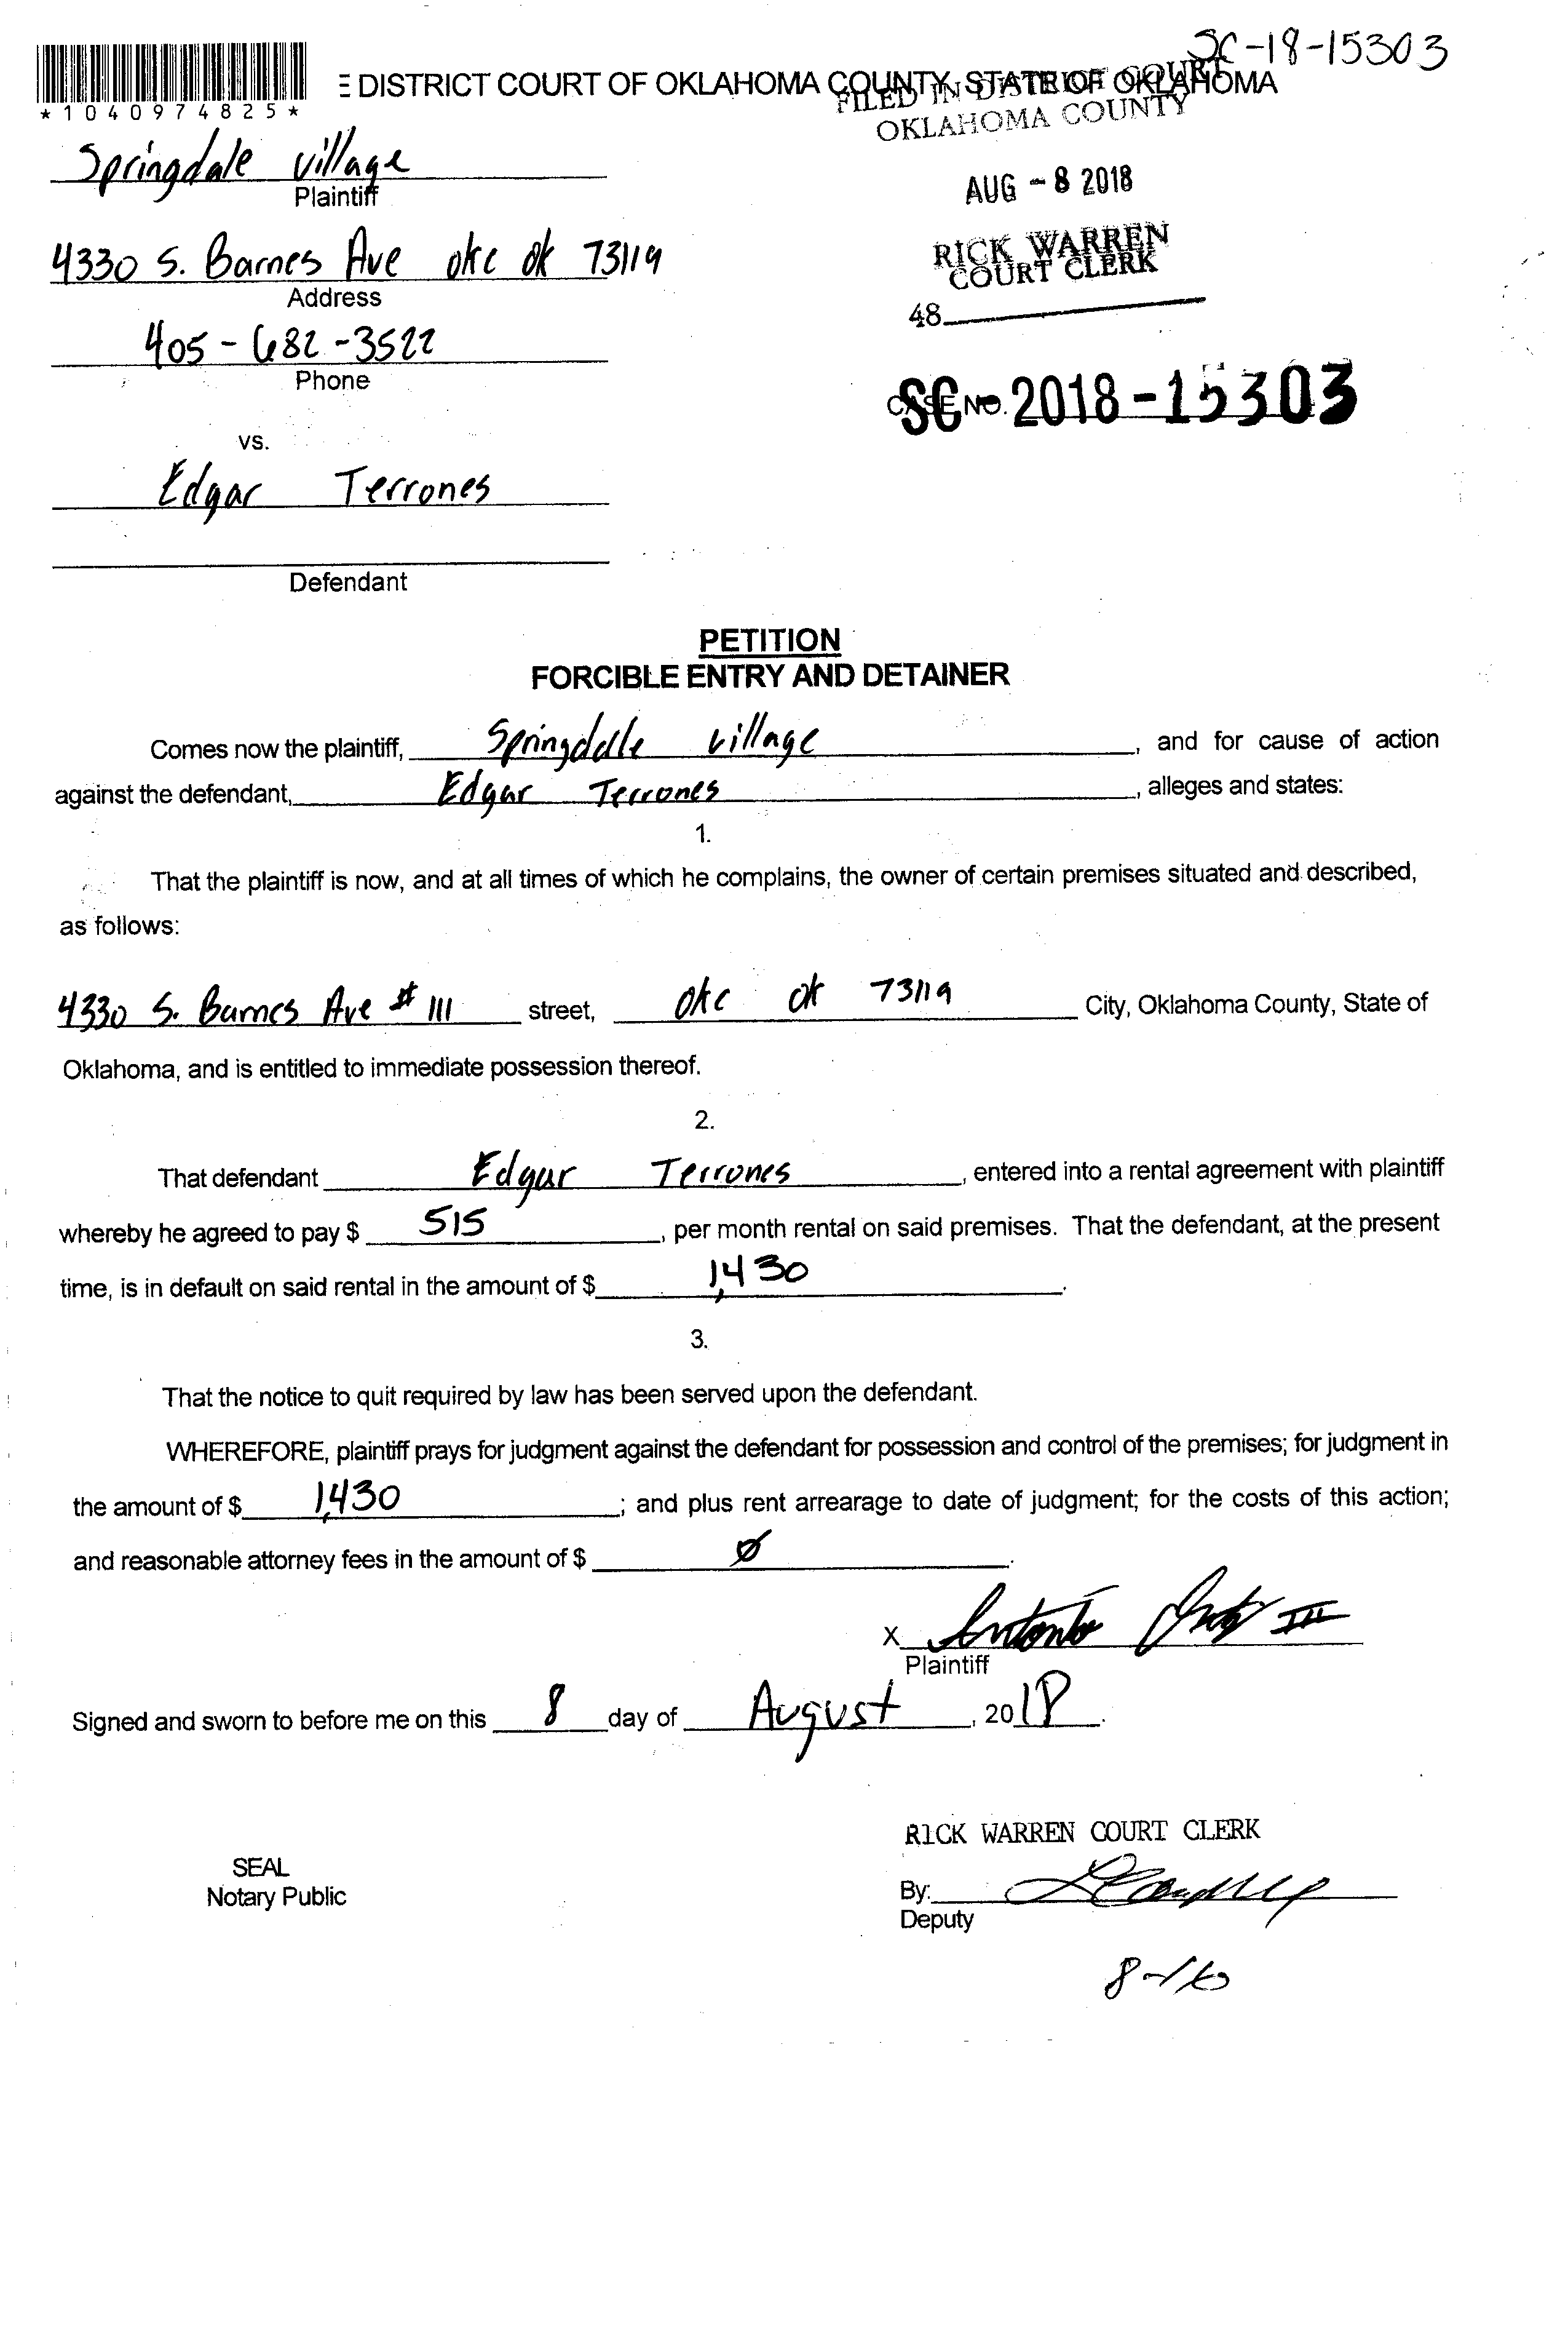 SC-18-15303
*1040974825*
E DISTRICT COURT OF OKLAHOMA COUNTY, STATE OF OKLAHOMA
FILED IN DISTRICT COURT
OKLAHOMA COUNTY
Springdale village
Plaintiff
AUG - 8 2018
4330 S. Barnes Ave okc ok 73119
Address
RICK WARREN
COURT CLERK
405-682-3522
Phone
48
CASE NO. SC-2018-15303
vs.
Edgar Terrones
Defendant
PETITION
FORCIBLE ENTRY AND DETAINER
Comes now the plaintiff, Springdale village, and for cause of action
against the defendant, Edgar Terrones, alleges and states:
1.
That the plaintiff is now, and at all times of which he complains, the owner of certain premises situated and described,
as follows:
4330 S. Barnes Ave # 111 street, okc ok 73119 City, Oklahoma County, State of
Oklahoma, and is entitled to immediate possession thereof.
2.
That defendant Edgar Terrones, entered into a rental agreement with plaintiff
whereby he agreed to pay $ 515, per month rental on said premises. That the defendant, at the present
time, is in default on said rental in the amount of $ 1,430.
3.
That the notice to quit required by law has been served upon the defendant.
WHEREFORE, plaintiff prays for judgment against the defendant for possession and control of the premises; for judgment in
the amount of $ 1,430; and plus rent arrearage to date of judgment; for the costs of this action;
and reasonable attorney fees in the amount of $ Ø.
X Antonio III
Plaintiff
Signed and sworn to before me on this 8 day of August, 2018.
RICK WARREN COURT CLERK
SEAL
Notary Public
By:
Deputy
8-16